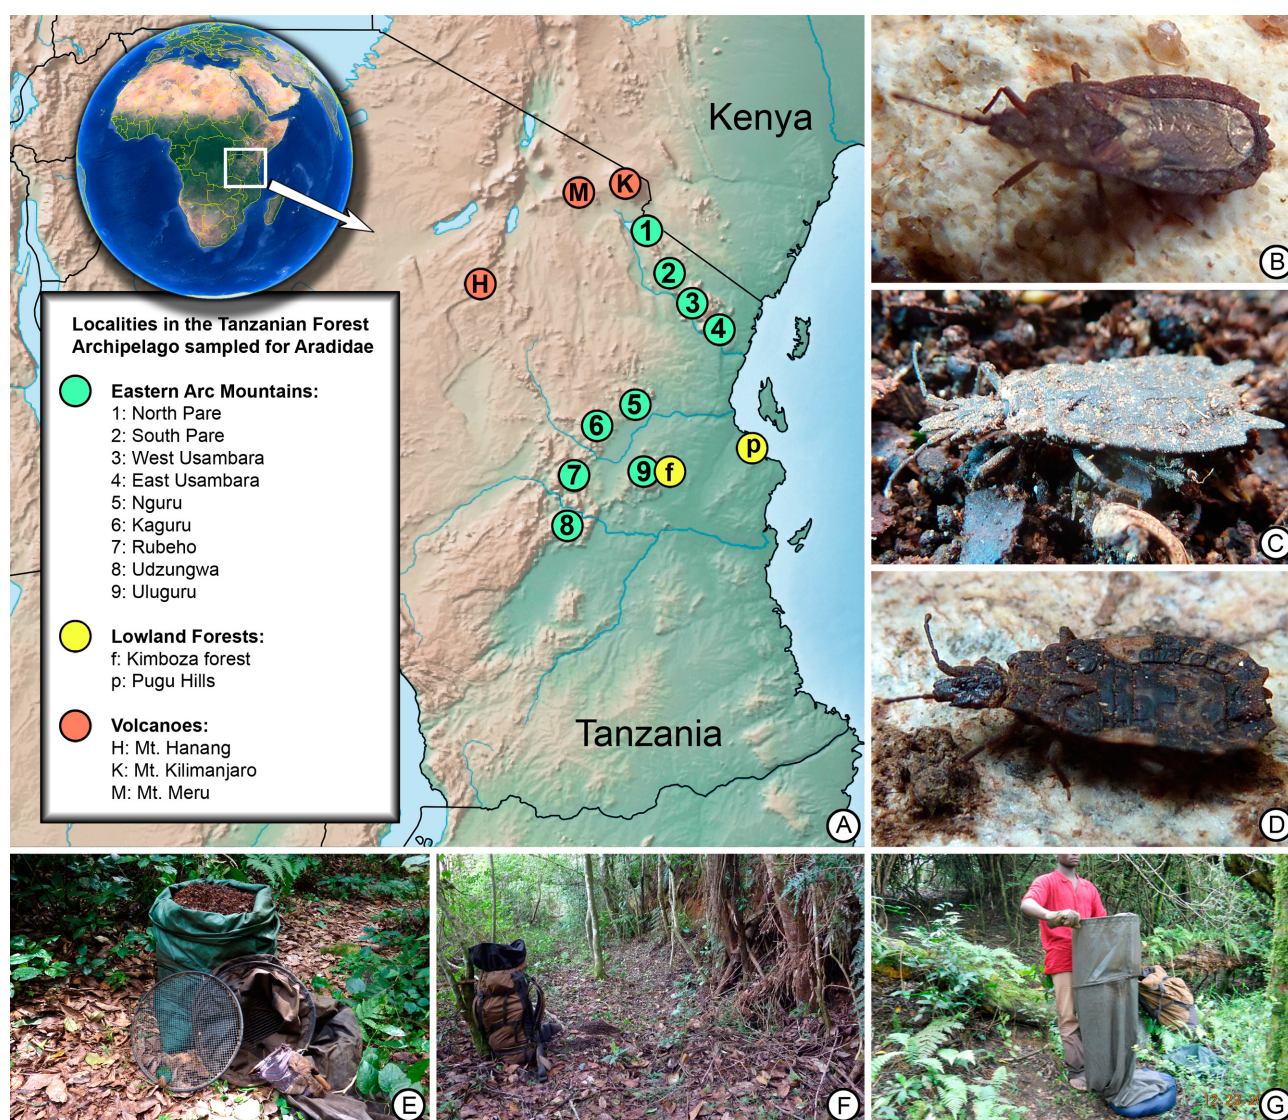 Kenya
M
K
1
2
3
4
H
5
6
7
9
f
p
8
Tanzania
A
Localities in the Tanzanian Forest
Archipelago sampled for Aradidae
Eastern Arc Mountains:
1: North Pare
2: South Pare
3: West Usambara
4: East Usambara
5: Nguru
6: Kaguru
7: Rubeho
8: Udzungwa
9: Uluguru
Lowland Forests:
f: Kimboza forest
p: Pugu Hills
Volcanoes:
H: Mt. Hanang
K: Mt. Kilimanjaro
M: Mt. Meru
B
C
D
E
F
G